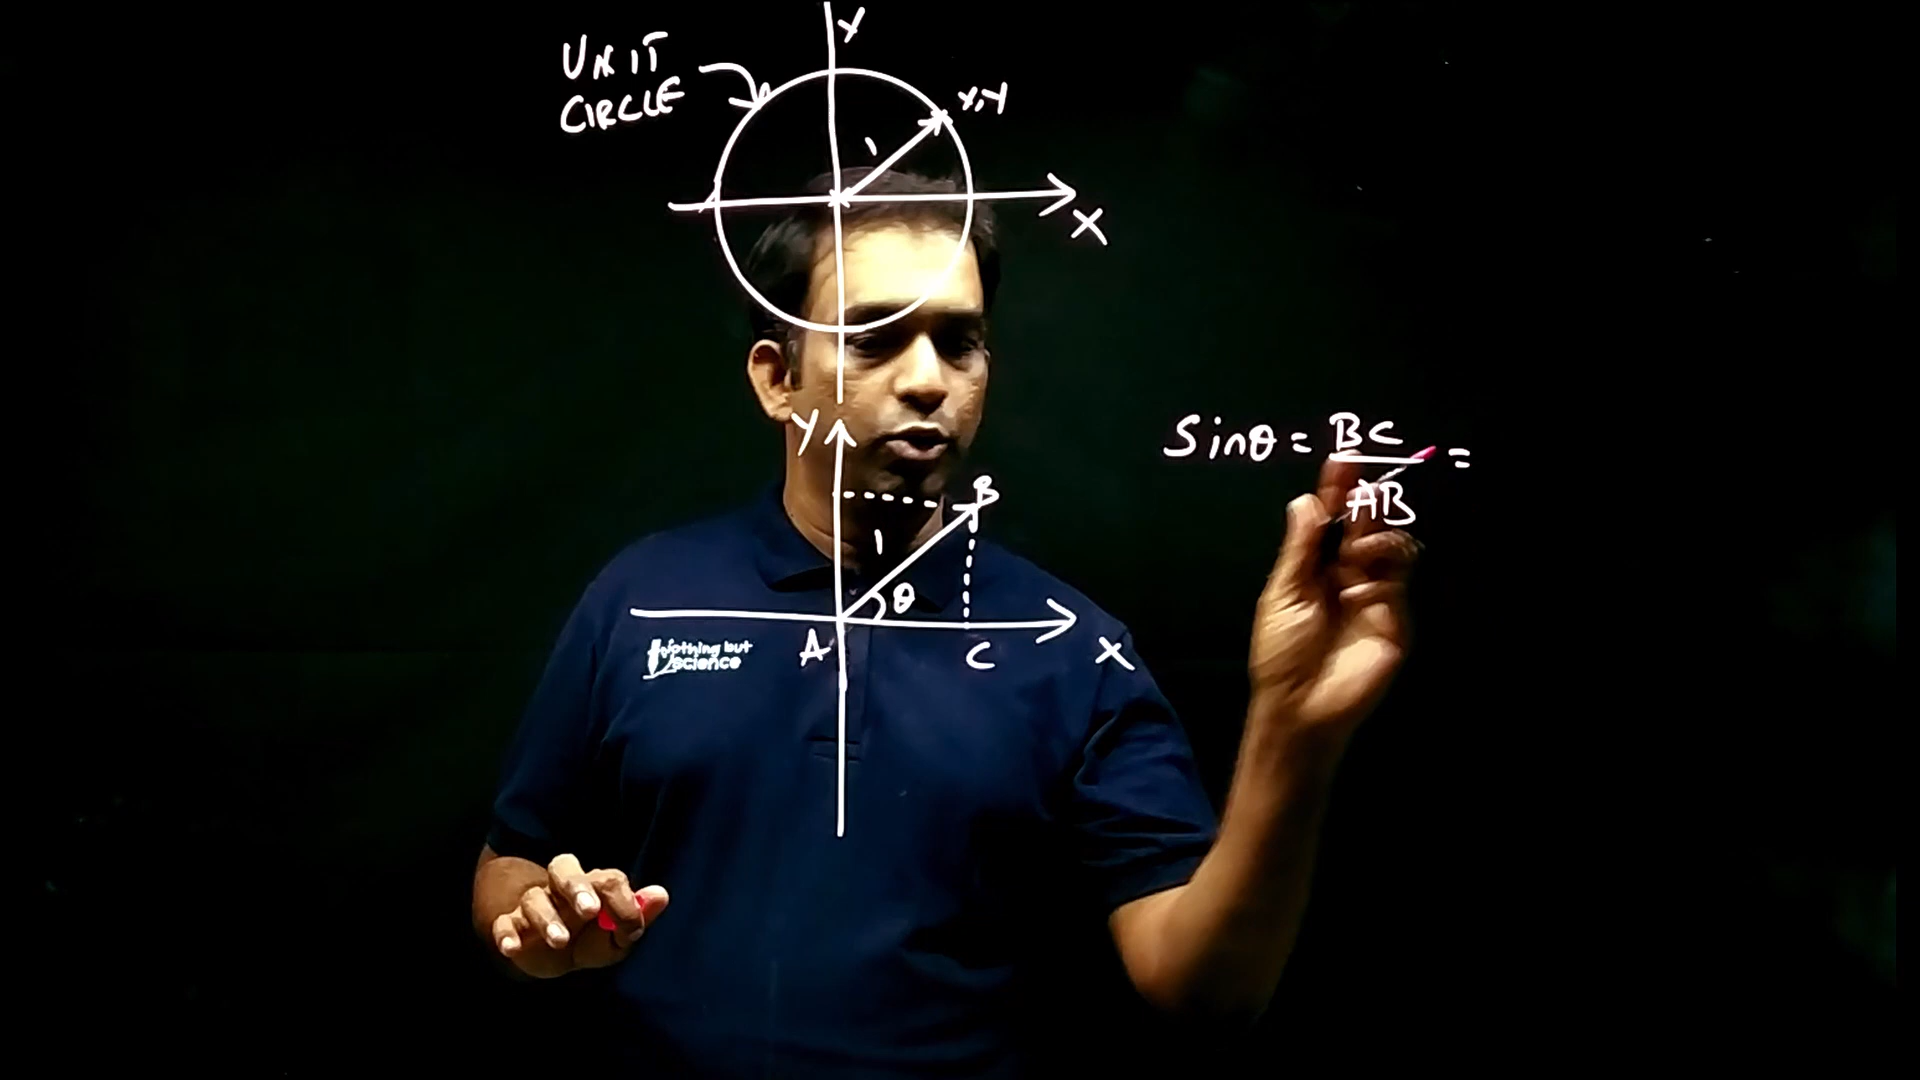 Y
UNIT
CIRCLE
x,y
1
X
Y
Sinθ = BC/AB =
B
1
θ
A
C
X
Nothing but
science